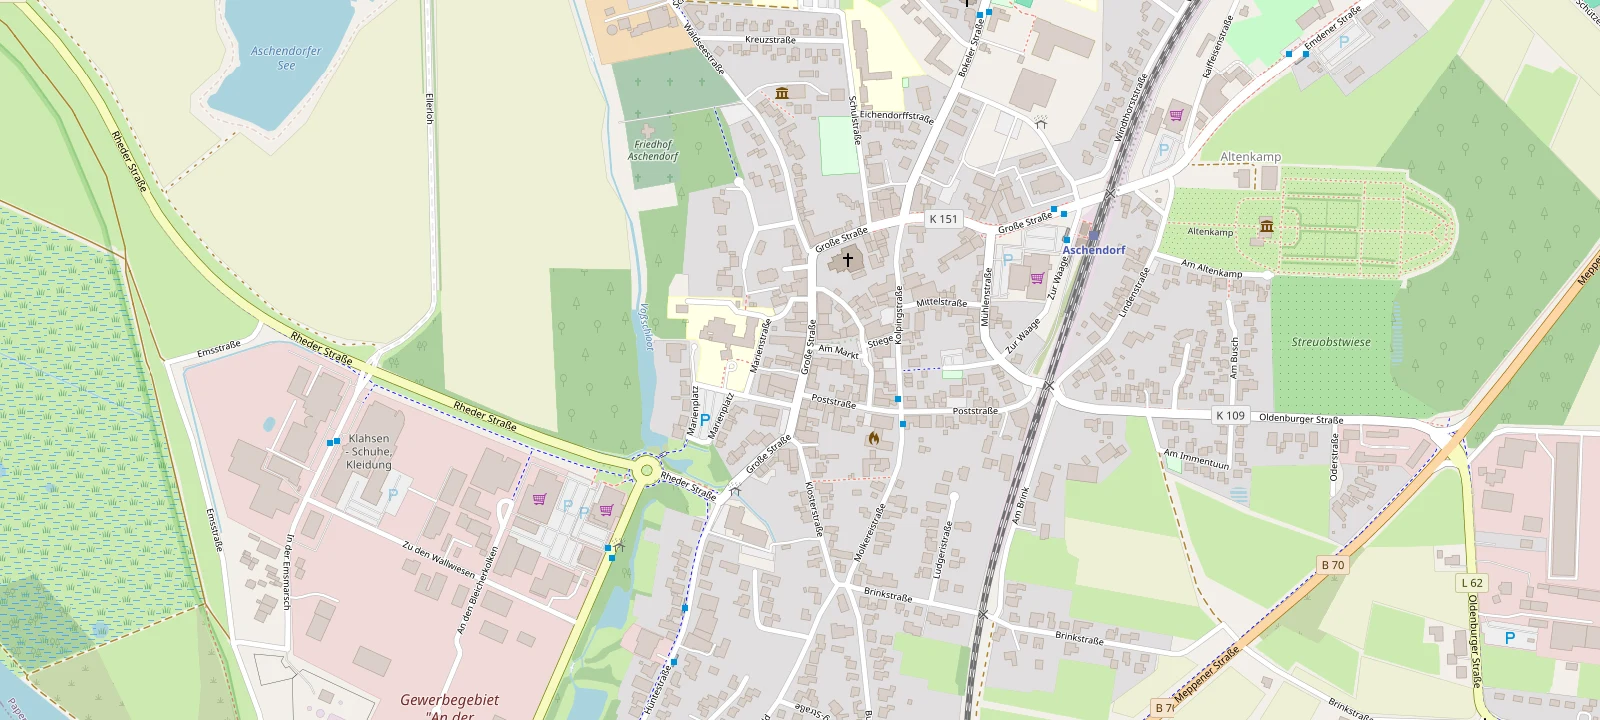 Aschendorfer
See
Ellerloh
Rheder Straße
Waldseestraße
Kreuzstraße
Schulstraße
Bokeler Straße
Eichendorffstraße
Windthorststraße
Raiffeisenstraße
Emdener Straße
P
P
Friedhof
Aschendorf
Altenkamp
K 151
Große Straße
Große Straße
Aschendorf
Altenkamp
Am Altenkamp
Lindenstraße
P
Zur Waage
Mühlenstraße
Mittelstraße
Kolpingstraße
Zur Waage
Voßschloot
Marienstraße
Große Straße
Am Markt
Stiege
Streuobstwiese
Am Busch
Emsstraße
Rheder Straße
Rheder Straße
Marienplatz
Marienplatz
P
P
Poststraße
Poststraße
K 109
Oldenburger Straße
Klahsen
- Schuhe,
Kleidung
P
Große Straße
Am Immentuun
Oderstraße
Rheder Straße
P
P
Klosterstraße
Molkereistraße
Ludgeristraße
Am Brink
Emsstraße
In der Emsmarsch
Zu den Wallwiesen
An den Bleicherkolken
Brinkstraße
Brinkstraße
B 70
L 62
Oldenburger Straße
P
Meppener Straße
Brinkstraße
Huntestraße
Gewerbegebiet
"An der